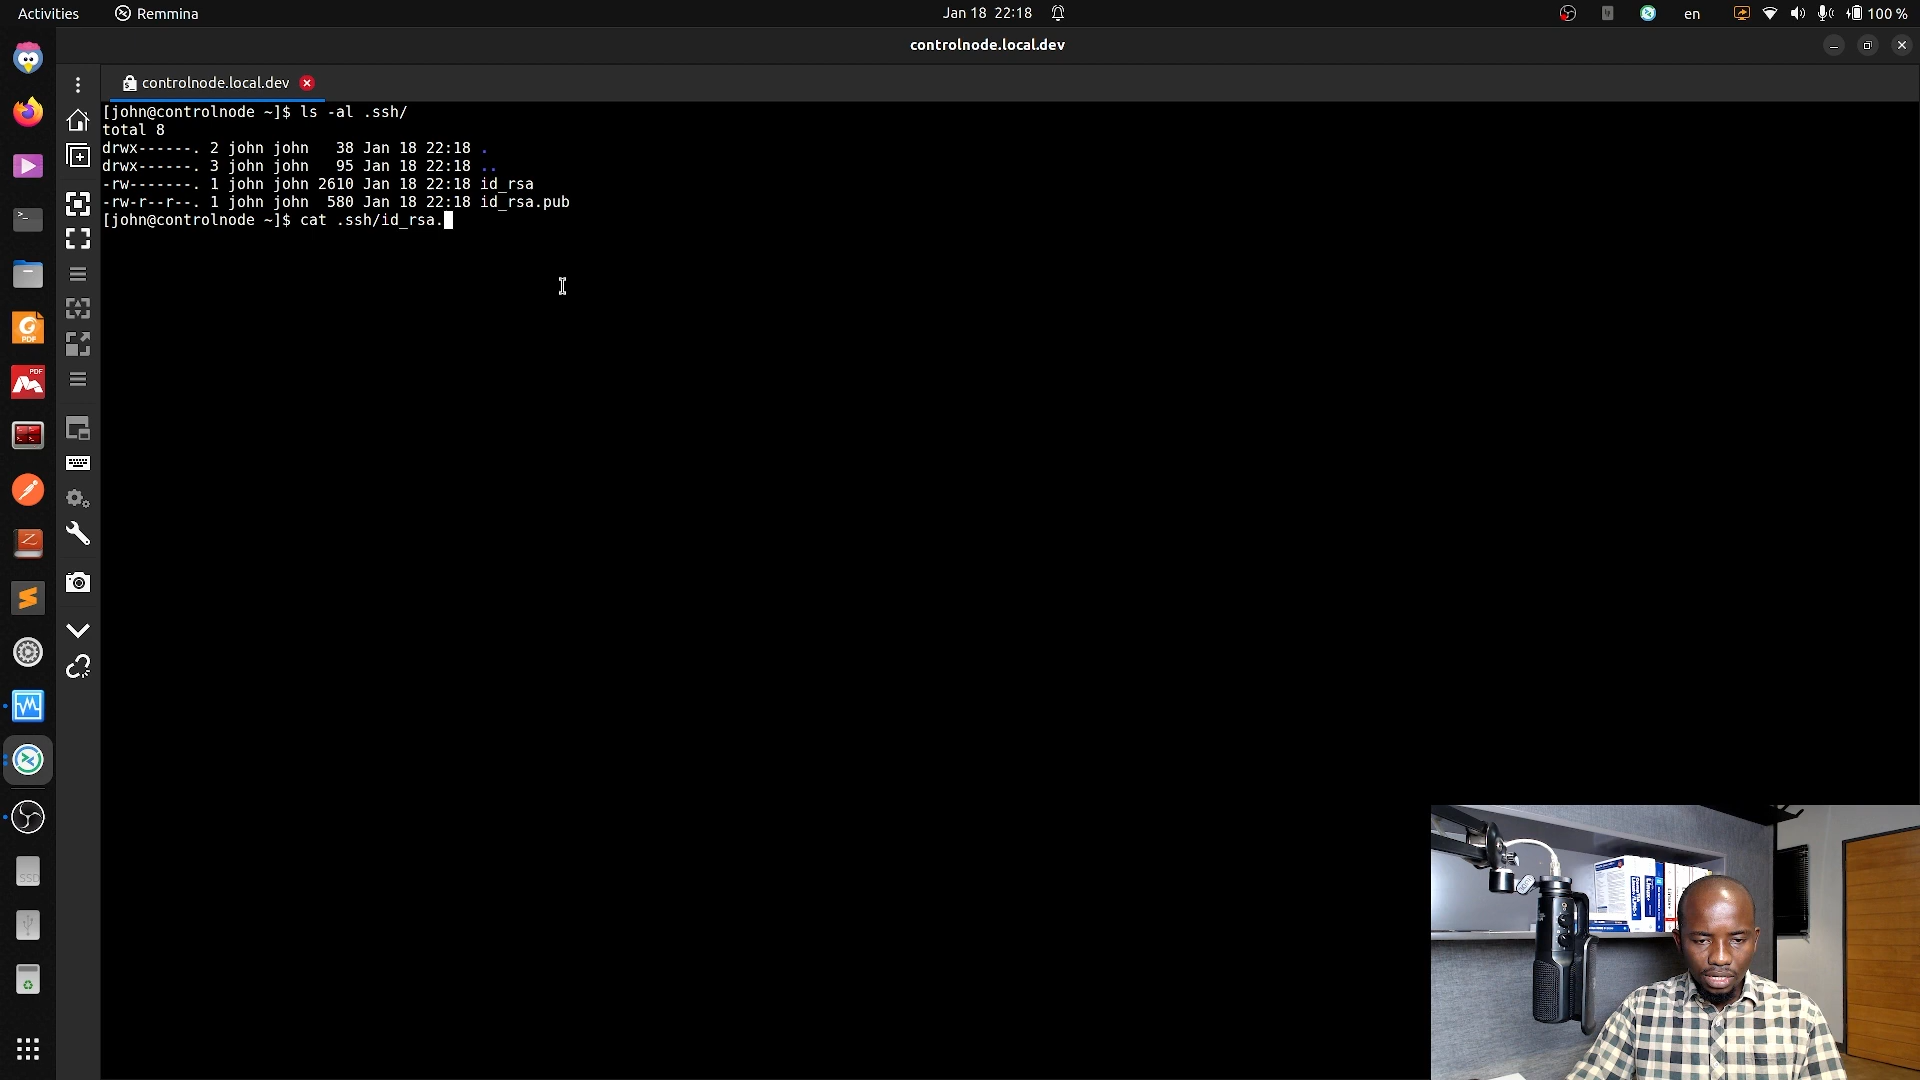 Activities
Remmina
Jan 18 22:18
en
100 %
controlnode.local.dev
controlnode.local.dev
[john@controlnode ~]$ ls -al .ssh/
total 8
drwx------. 2 john john   38 Jan 18 22:18 .
drwx------. 3 john john   95 Jan 18 22:18 ..
-rw-------. 1 john john 2610 Jan 18 22:18 id_rsa
-rw-r--r--. 1 john john  580 Jan 18 22:18 id_rsa.pub
[john@controlnode ~]$ cat .ssh/id_rsa.
PDF
PDF
SSD